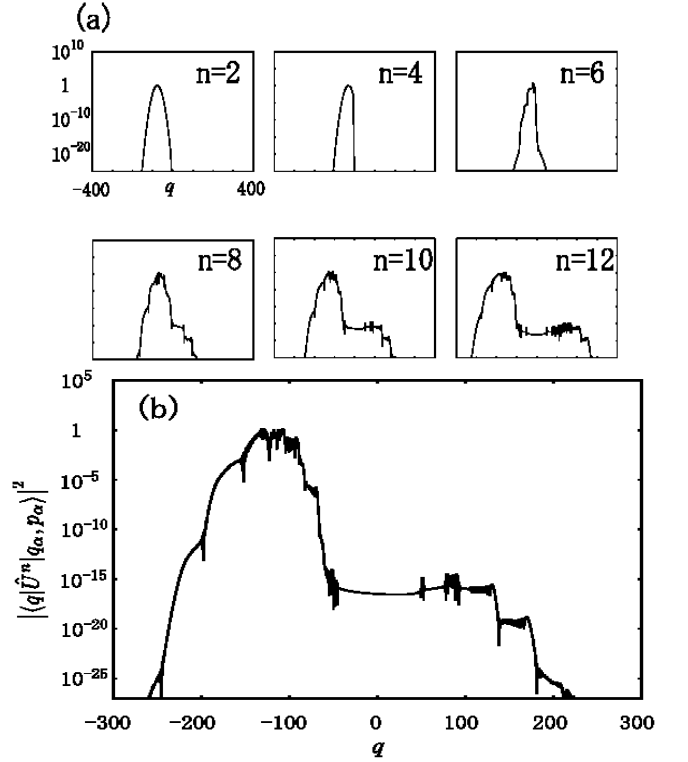 (a)
10^10
1
10^-10
10^-20
n=2
n=4
n=6
-400 q 400
n=8
n=10
n=12
(b)
10^5
1
10^-5
10^-10
10^-15
10^-20
10^-25
|⟨q|Û^n|q_α, p_α⟩|^2
-300 -200 -100 0 100 200 300
q